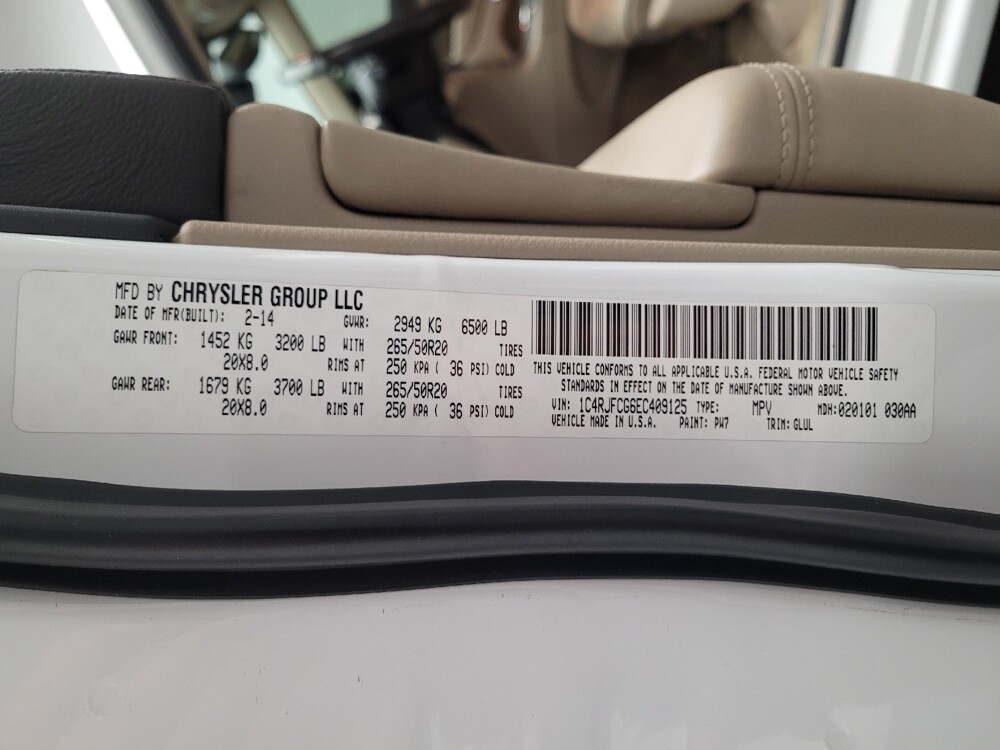 MFD BY CHRYSLER GROUP LLC
DATE OF MFR(BUILT): 2-14 GVWR: 2949 KG 6500 LB
GAWR FRONT: 1452 KG 3200 LB WITH 265/50R20 TIRES
20X8.0 RIMS AT 250 KPA ( 36 PSI) COLD
GAWR REAR: 1679 KG 3700 LB WITH 265/50R20 TIRES
20X8.0 RIMS AT 250 KPA ( 36 PSI) COLD
THIS VEHICLE CONFORMS TO ALL APPLICABLE U.S.A. FEDERAL MOTOR VEHICLE SAFETY
STANDARDS IN EFFECT ON THE DATE OF MANUFACTURE SHOWN ABOVE.
VIN: 1C4RJFCG6EC409125 TYPE: MPV MDH:020101 030AA
VEHICLE MADE IN U.S.A. PAINT: PW7 TRIM: GLUL